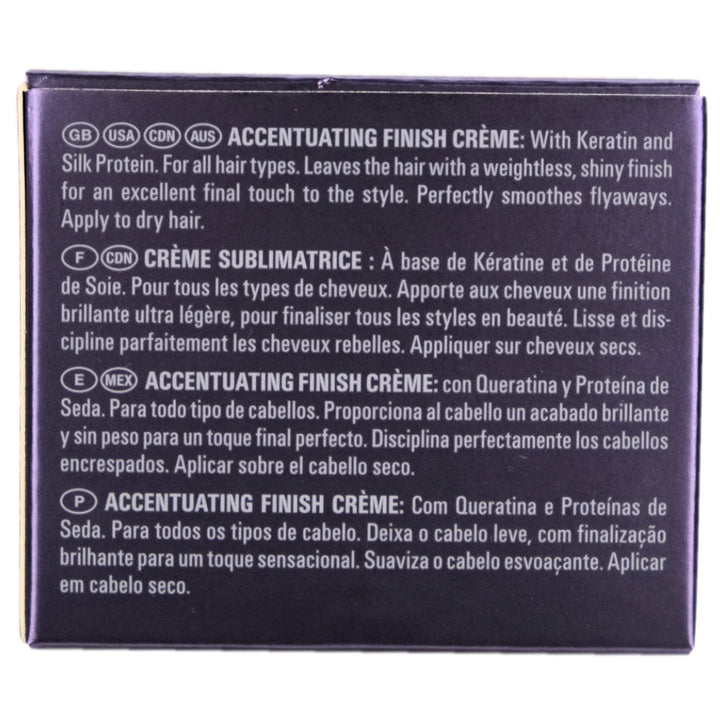 GB USA CDN AUS ACCENTUATING FINISH CRÈME: With Keratin and
Silk Protein. For all hair types. Leaves the hair with a weightless, shiny finish
for an excellent final touch to the style. Perfectly smoothes flyaways.
Apply to dry hair.
F CDN CRÈME SUBLIMATRICE : À base de Kératine et de Protéine
de Soie. Pour tous les types de cheveux. Apporte aux cheveux une finition
brillante ultra légère, pour finaliser tous les styles en beauté. Lisse et dis-
cipline parfaitement les cheveux rebelles. Appliquer sur cheveux secs.
E MEX ACCENTUATING FINISH CRÈME: con Queratina y Proteína de
Seda. Para todo tipo de cabellos. Proporciona al cabello un acabado brillante
y sin peso para un toque final perfecto. Disciplina perfectamente los cabellos
encrespados. Aplicar sobre el cabello seco.
P ACCENTUATING FINISH CRÈME: Com Queratina e Proteínas de
Seda. Para todos os tipos de cabelo. Deixa o cabelo leve, com finalização
brilhante para um toque sensacional. Suaviza o cabelo esvoaçante. Aplicar
em cabelo seco.